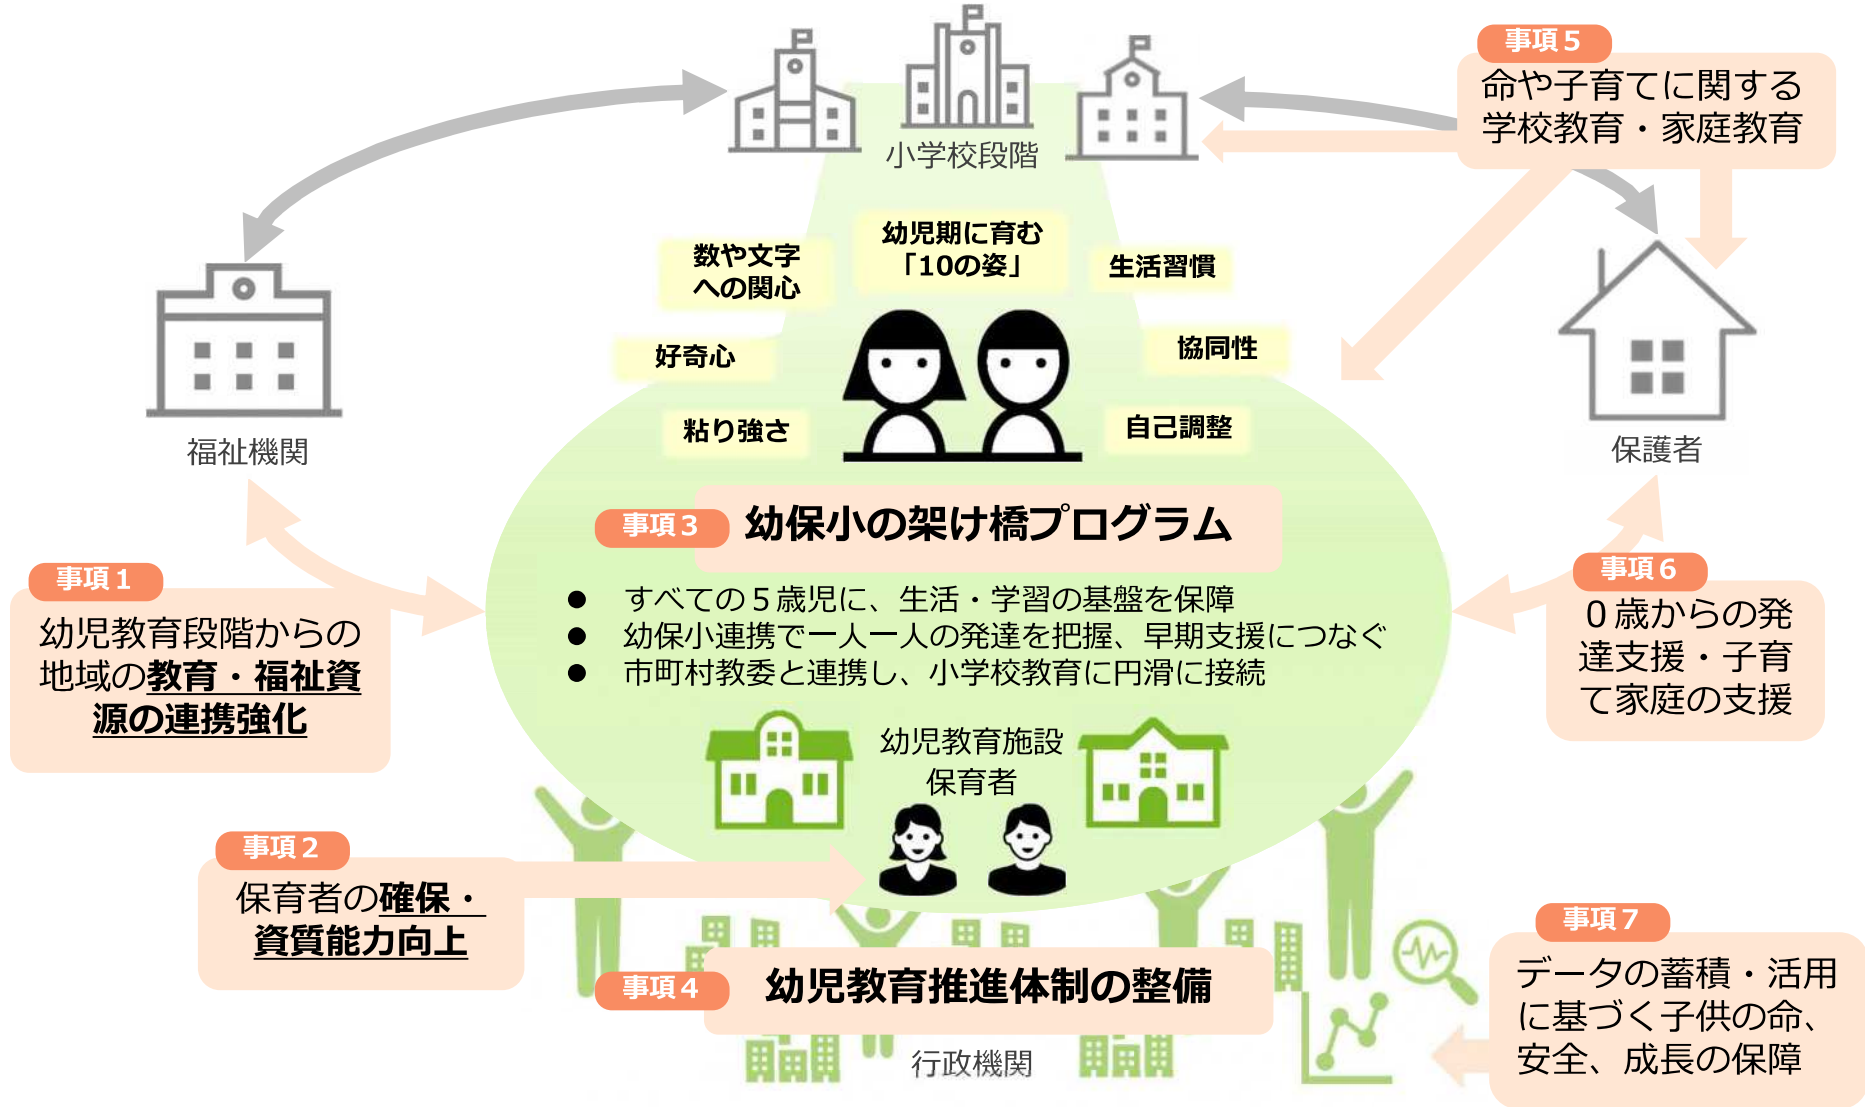 事項５
命や子育てに関する
学校教育・家庭教育
小学校段階
幼児期に育む
「10の姿」
数や文字
への関心
生活習慣
好奇心
協同性
粘り強さ
自己調整
福祉機関
保護者
事項３
幼保小の架け橋プログラム
● すべての５歳児に、生活・学習の基盤を保障
● 幼保小連携で一人一人の発達を把握、早期支援につなぐ
● 市町村教委と連携し、小学校教育に円滑に接続
事項１
幼児教育段階からの
地域の教育・福祉資
源の連携強化
事項６
０歳からの発
達支援・子育
て家庭の支援
幼児教育施設
保育者
事項２
保育者の確保・
資質能力向上
事項４
幼児教育推進体制の整備
行政機関
事項７
データの蓄積・活用
に基づく子供の命、
安全、成長の保障